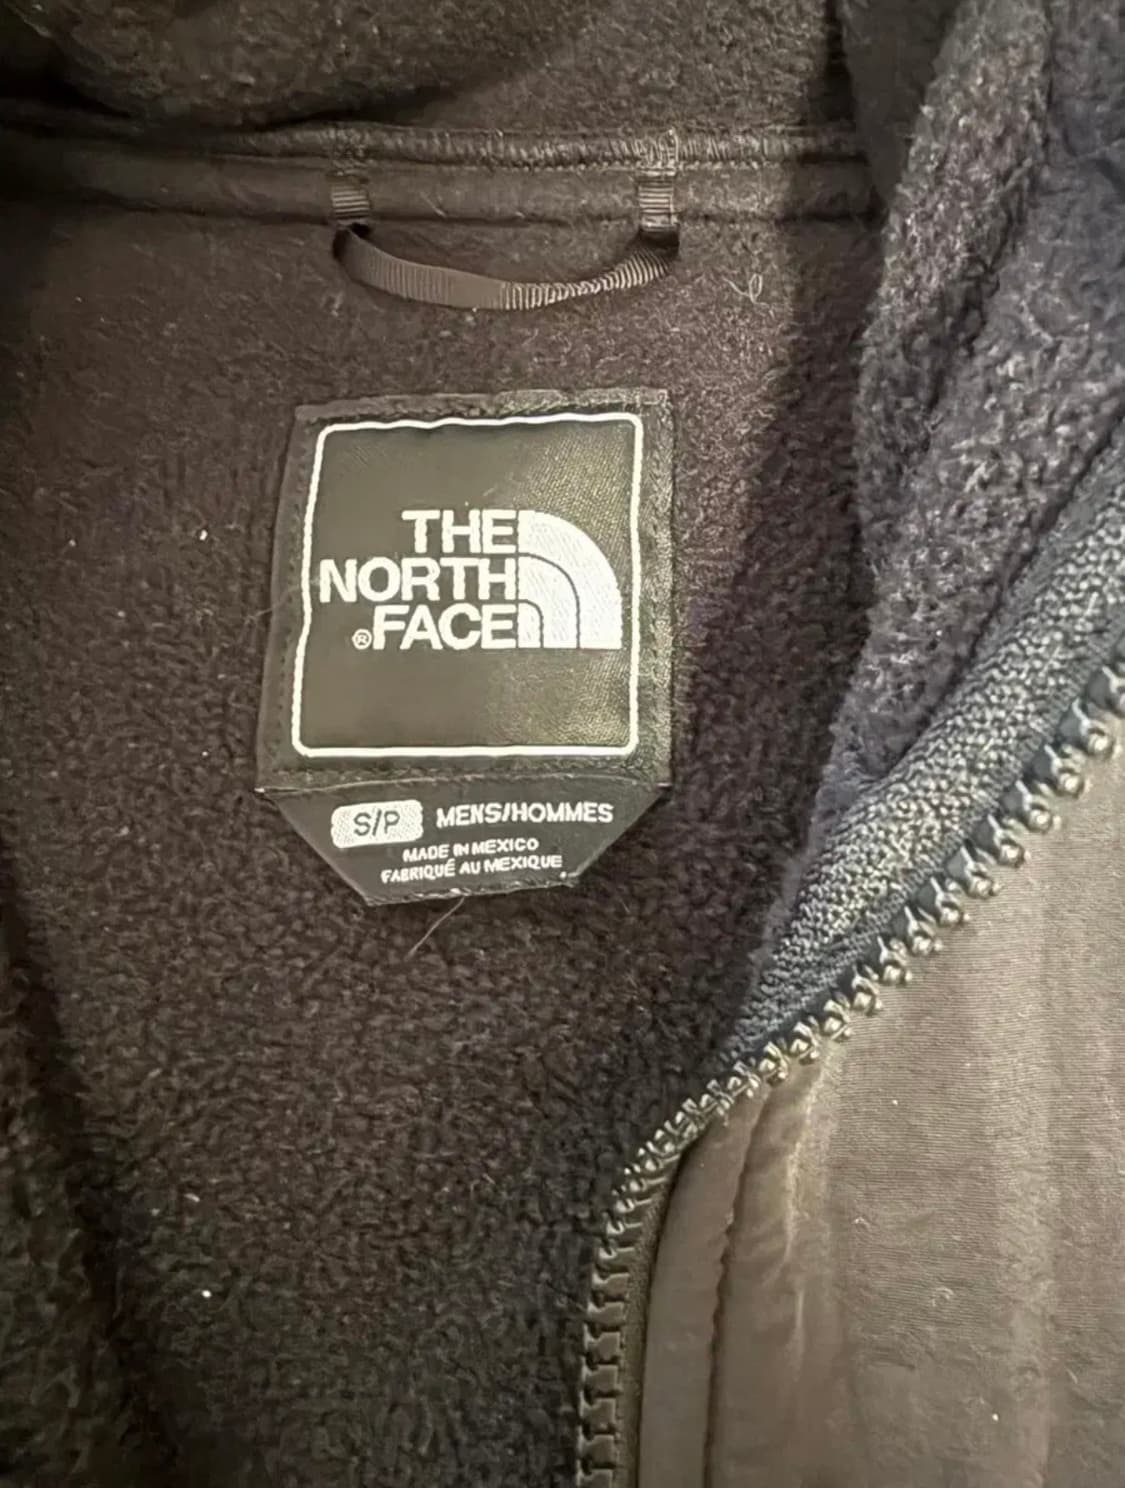 THE
NORTH
®FACE
S/P MENS/HOMMES
MADE IN MEXICO
FABRIQUÉ AU MEXIQUE